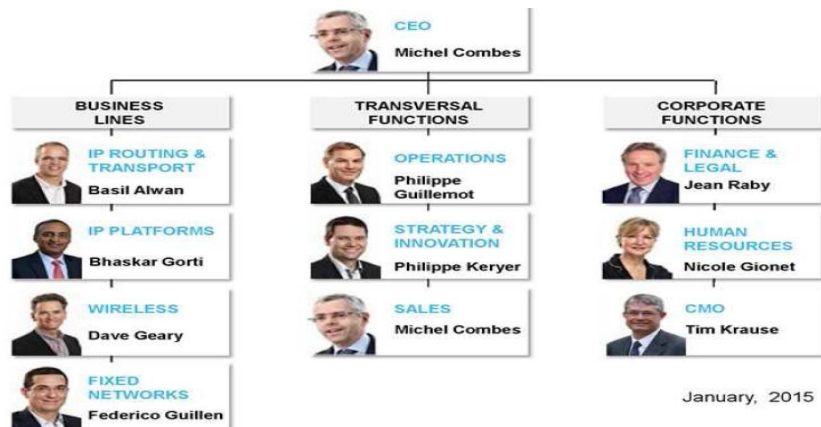 CEO
Michel Combes
BUSINESS
LINES
IP ROUTING &
TRANSPORT
Basil Alwan
IP PLATFORMS
Bhaskar Gorti
WIRELESS
Dave Geary
FIXED
NETWORKS
Federico Guillen
TRANSVERSAL
FUNCTIONS
OPERATIONS
Philippe
Guillemot
STRATEGY &
INNOVATION
Philippe Keryer
SALES
Michel Combes
CORPORATE
FUNCTIONS
FINANCE &
LEGAL
Jean Raby
HUMAN
RESOURCES
Nicole Gionet
CMO
Tim Krause
January, 2015